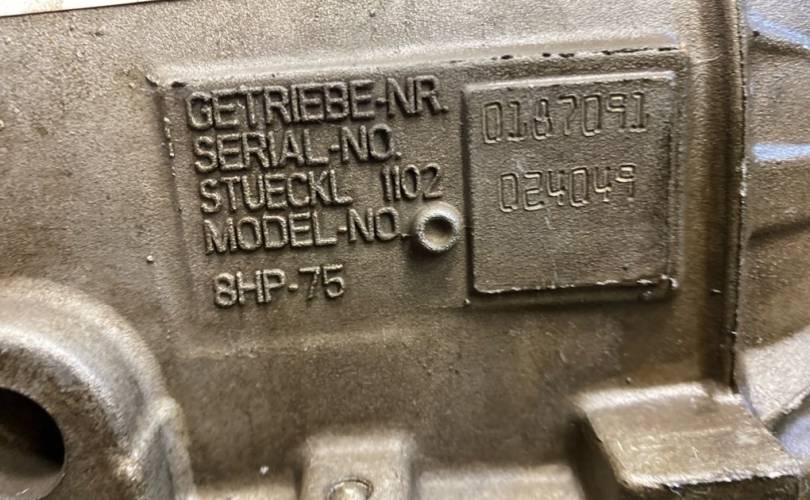 GETRIEBE-NR.
SERIAL-NO.
0187091
STUECKL 1102
024049
MODEL-NO.
8HP-75